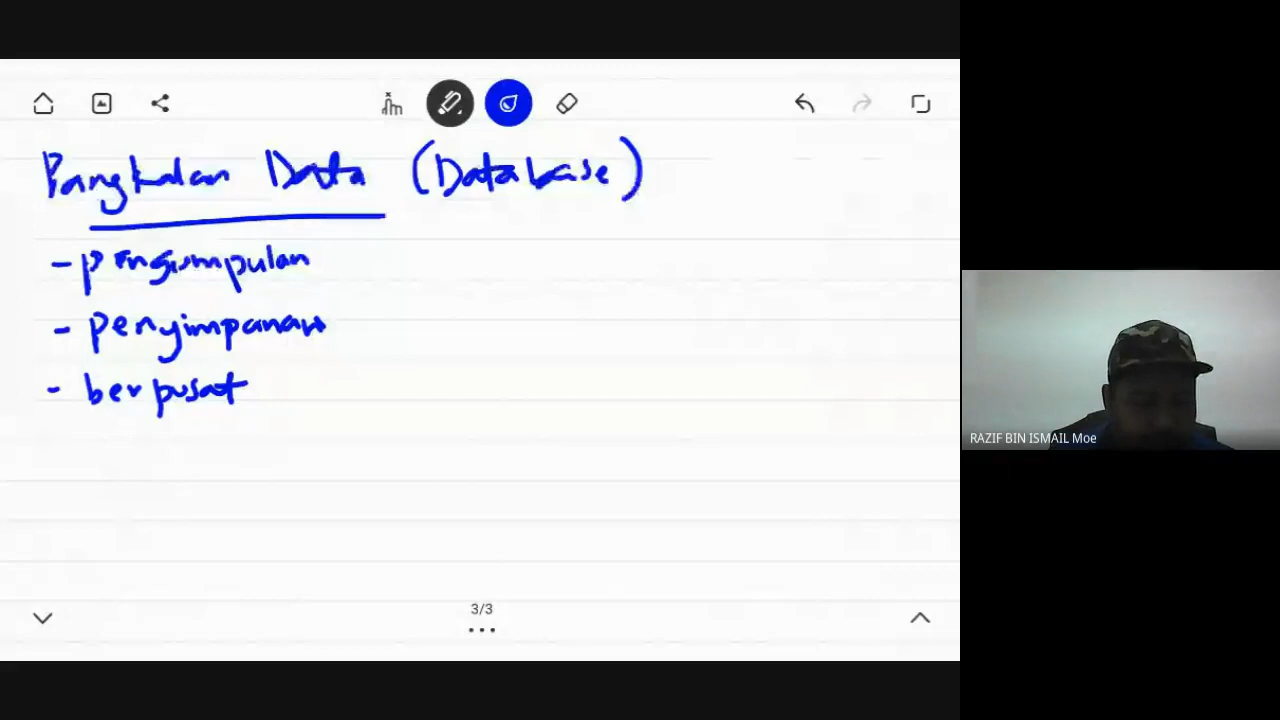 Pangkalan Data (Database)
- pengumpulan
- penyimpanan
- berpusat
RAZIF BIN ISMAIL Moe
3/3